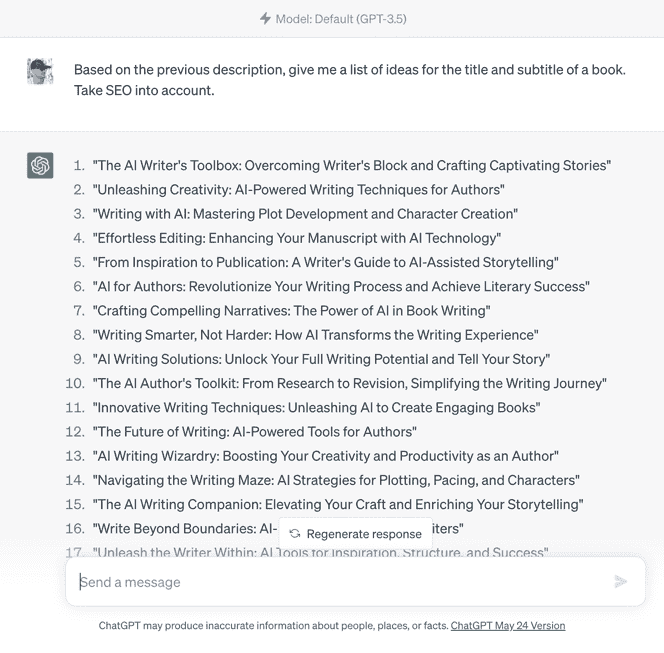 Model: Default (GPT-3.5)
Based on the previous description, give me a list of ideas for the title and subtitle of a book.
Take SEO into account.
1. "The AI Writer's Toolbox: Overcoming Writer's Block and Crafting Captivating Stories"
2. "Unleashing Creativity: AI-Powered Writing Techniques for Authors"
3. "Writing with AI: Mastering Plot Development and Character Creation"
4. "Effortless Editing: Enhancing Your Manuscript with AI Technology"
5. "From Inspiration to Publication: A Writer's Guide to AI-Assisted Storytelling"
6. "AI for Authors: Revolutionize Your Writing Process and Achieve Literary Success"
7. "Crafting Compelling Narratives: The Power of AI in Book Writing"
8. "Writing Smarter, Not Harder: How AI Transforms the Writing Experience"
9. "AI Writing Solutions: Unlock Your Full Writing Potential and Tell Your Story"
10. "The AI Author's Toolkit: From Research to Revision, Simplifying the Writing Journey"
11. "Innovative Writing Techniques: Unleashing AI to Create Engaging Books"
12. "The Future of Writing: AI-Powered Tools for Authors"
13. "AI Writing Wizardry: Boosting Your Creativity and Productivity as an Author"
14. "Navigating the Writing Maze: AI Strategies for Plotting, Pacing, and Characters"
15. "The AI Writing Companion: Elevating Your Craft and Enriching Your Storytelling"
16. "Write Beyond Boundaries: AI- iters"
Regenerate response
17. "Unleash the Writer Within: AI Tools for Inspiration, Structure, and Success"
Send a message
ChatGPT may produce inaccurate information about people, places, or facts. ChatGPT May 24 Version